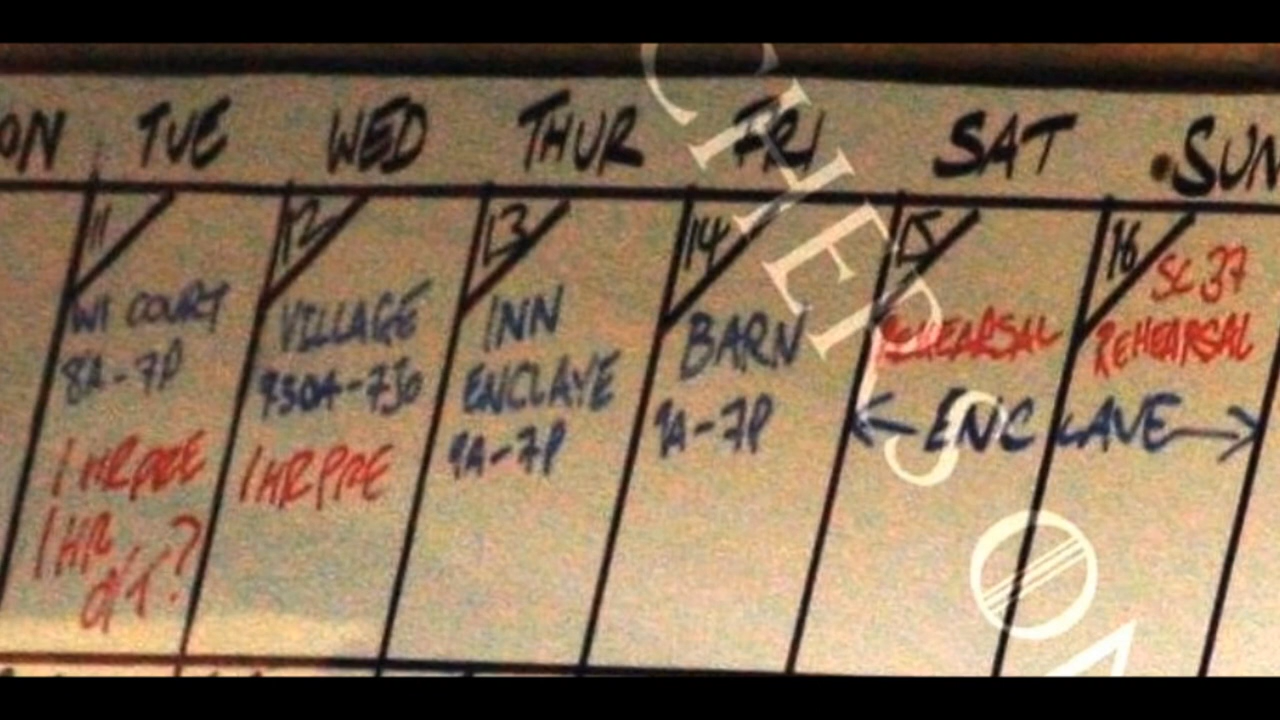 ON TUE WED THUR FRI SAT SUN
11 12 13 14 15 16
WI COURT
8A-7P
1 HR PRE
1 HR
O/T?
VILLAGE
930A-730
1 HR PRE
INN
ENCLAVE
9A-7P
BARN
9A-7P
REHEARSAL
SC 37
REHEARSAL
← ENCLAVE →
CHERS O